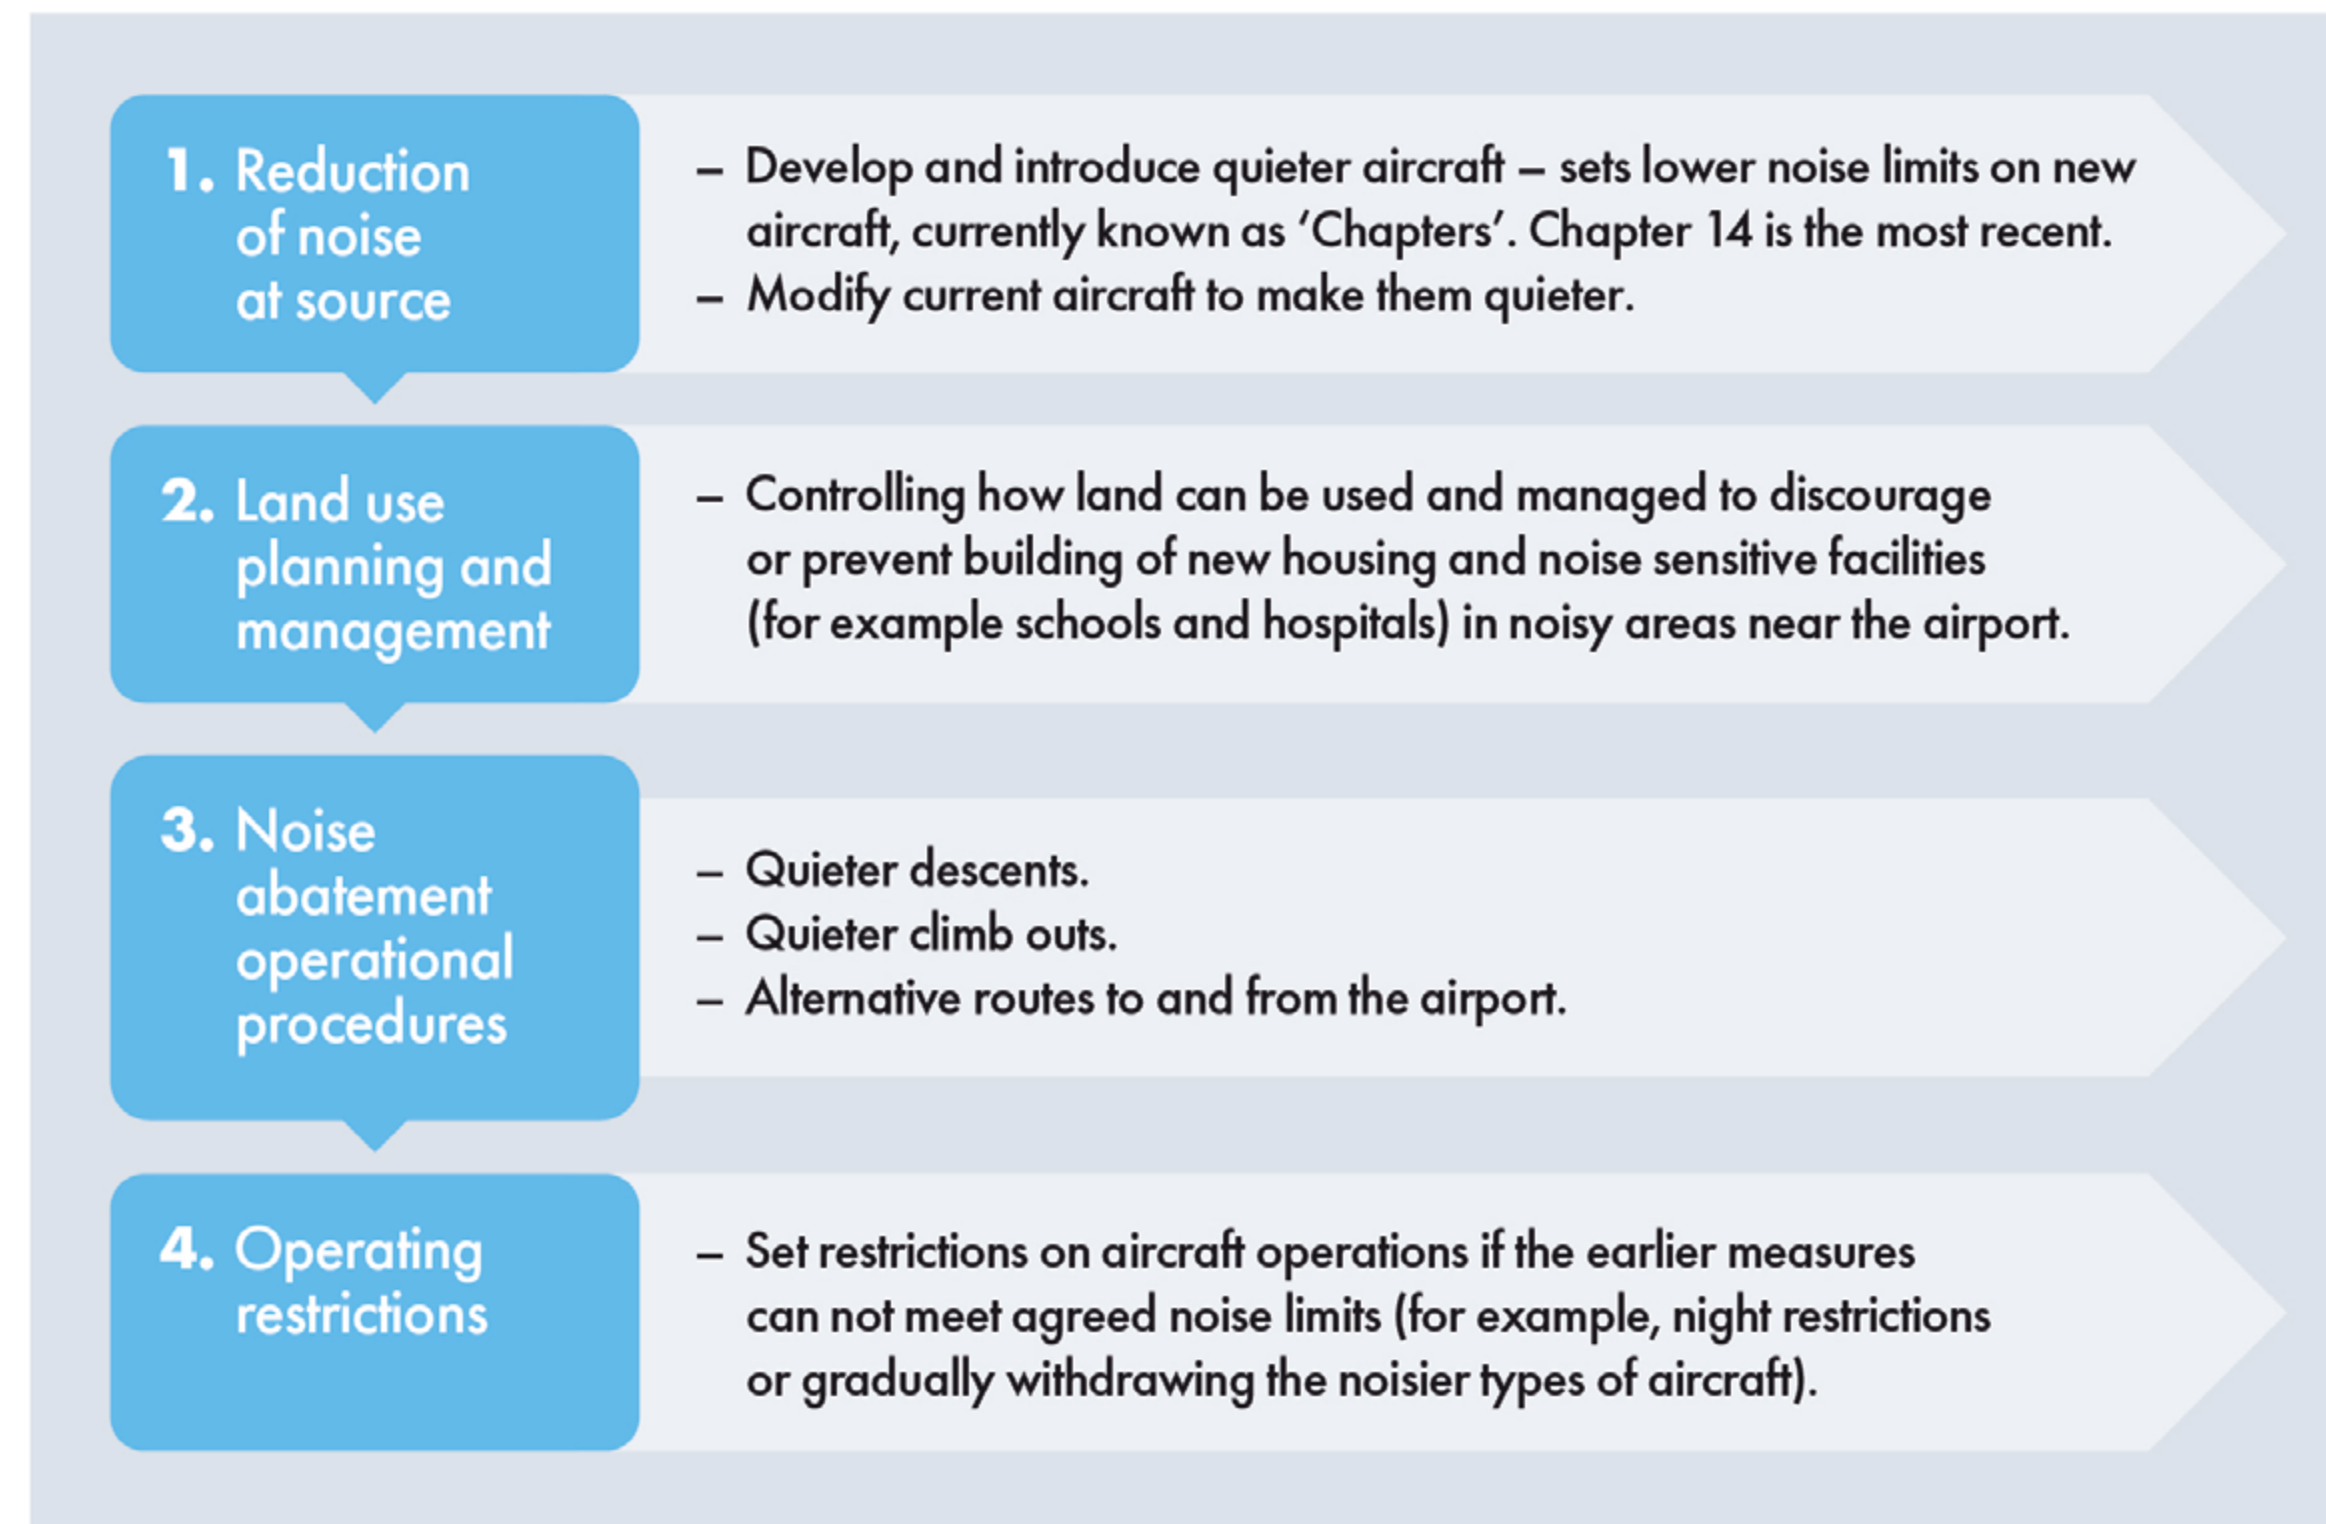 1. Reduction
of noise
at source
– Develop and introduce quieter aircraft – sets lower noise limits on new
aircraft, currently known as ‘Chapters’. Chapter 14 is the most recent.
– Modify current aircraft to make them quieter.
2. Land use
planning and
management
– Controlling how land can be used and managed to discourage
or prevent building of new housing and noise sensitive facilities
(for example schools and hospitals) in noisy areas near the airport.
3. Noise
abatement
operational
procedures
– Quieter descents.
– Quieter climb outs.
– Alternative routes to and from the airport.
4. Operating
restrictions
– Set restrictions on aircraft operations if the earlier measures
can not meet agreed noise limits (for example, night restrictions
or gradually withdrawing the noisier types of aircraft).